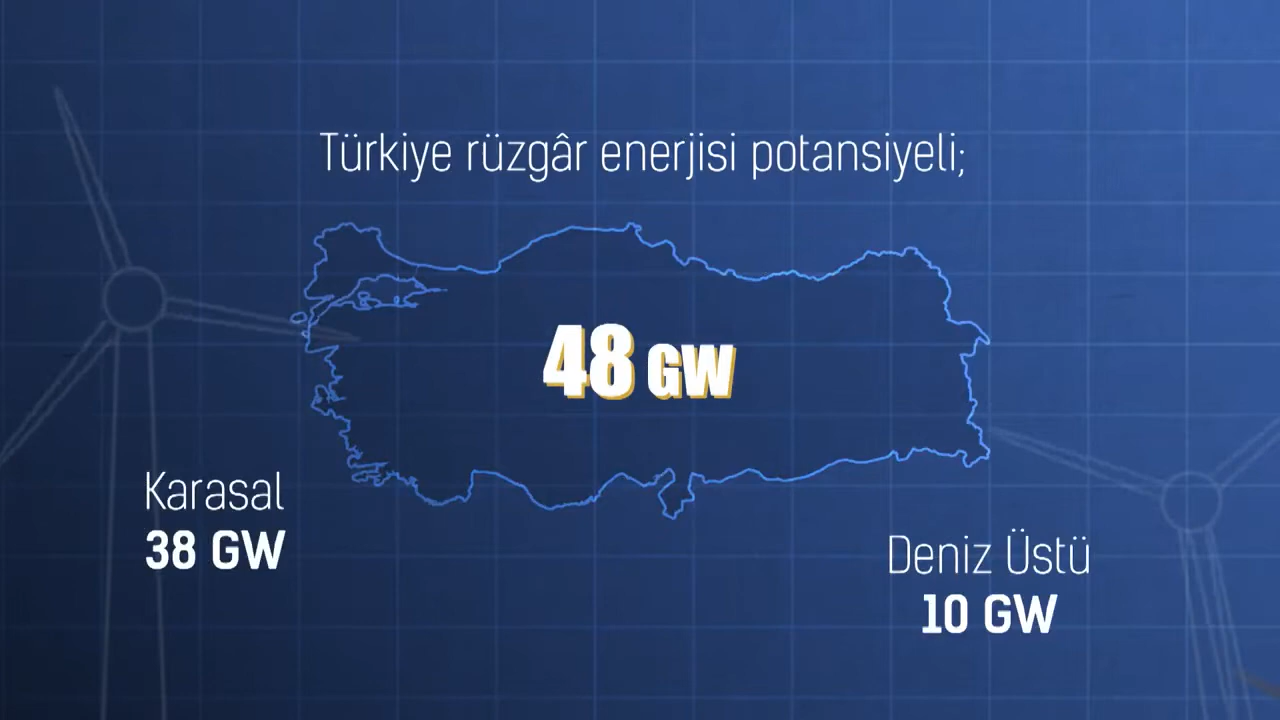 Türkiye rüzgâr enerjisi potansiyeli;
48 GW
Karasal
38 GW
Deniz Üstü
10 GW